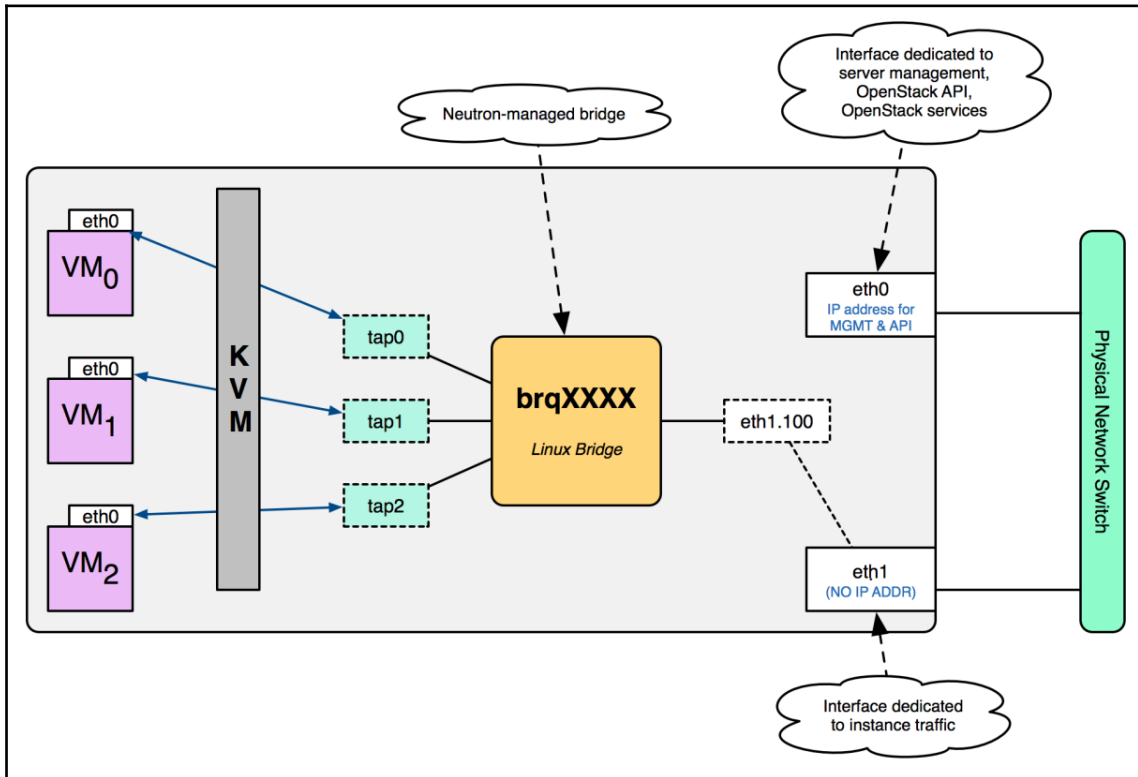 Interface dedicated to
server management,
OpenStack API,
OpenStack services
Neutron-managed bridge
eth0
VM0
eth0
VM1
eth0
VM2
K
V
M
tap0
tap1
tap2
brqXXXX
Linux Bridge
eth1.100
eth0
IP address for
MGMT & API
eth1
(NO IP ADDR)
Physical Network Switch
Interface dedicated
to instance traffic